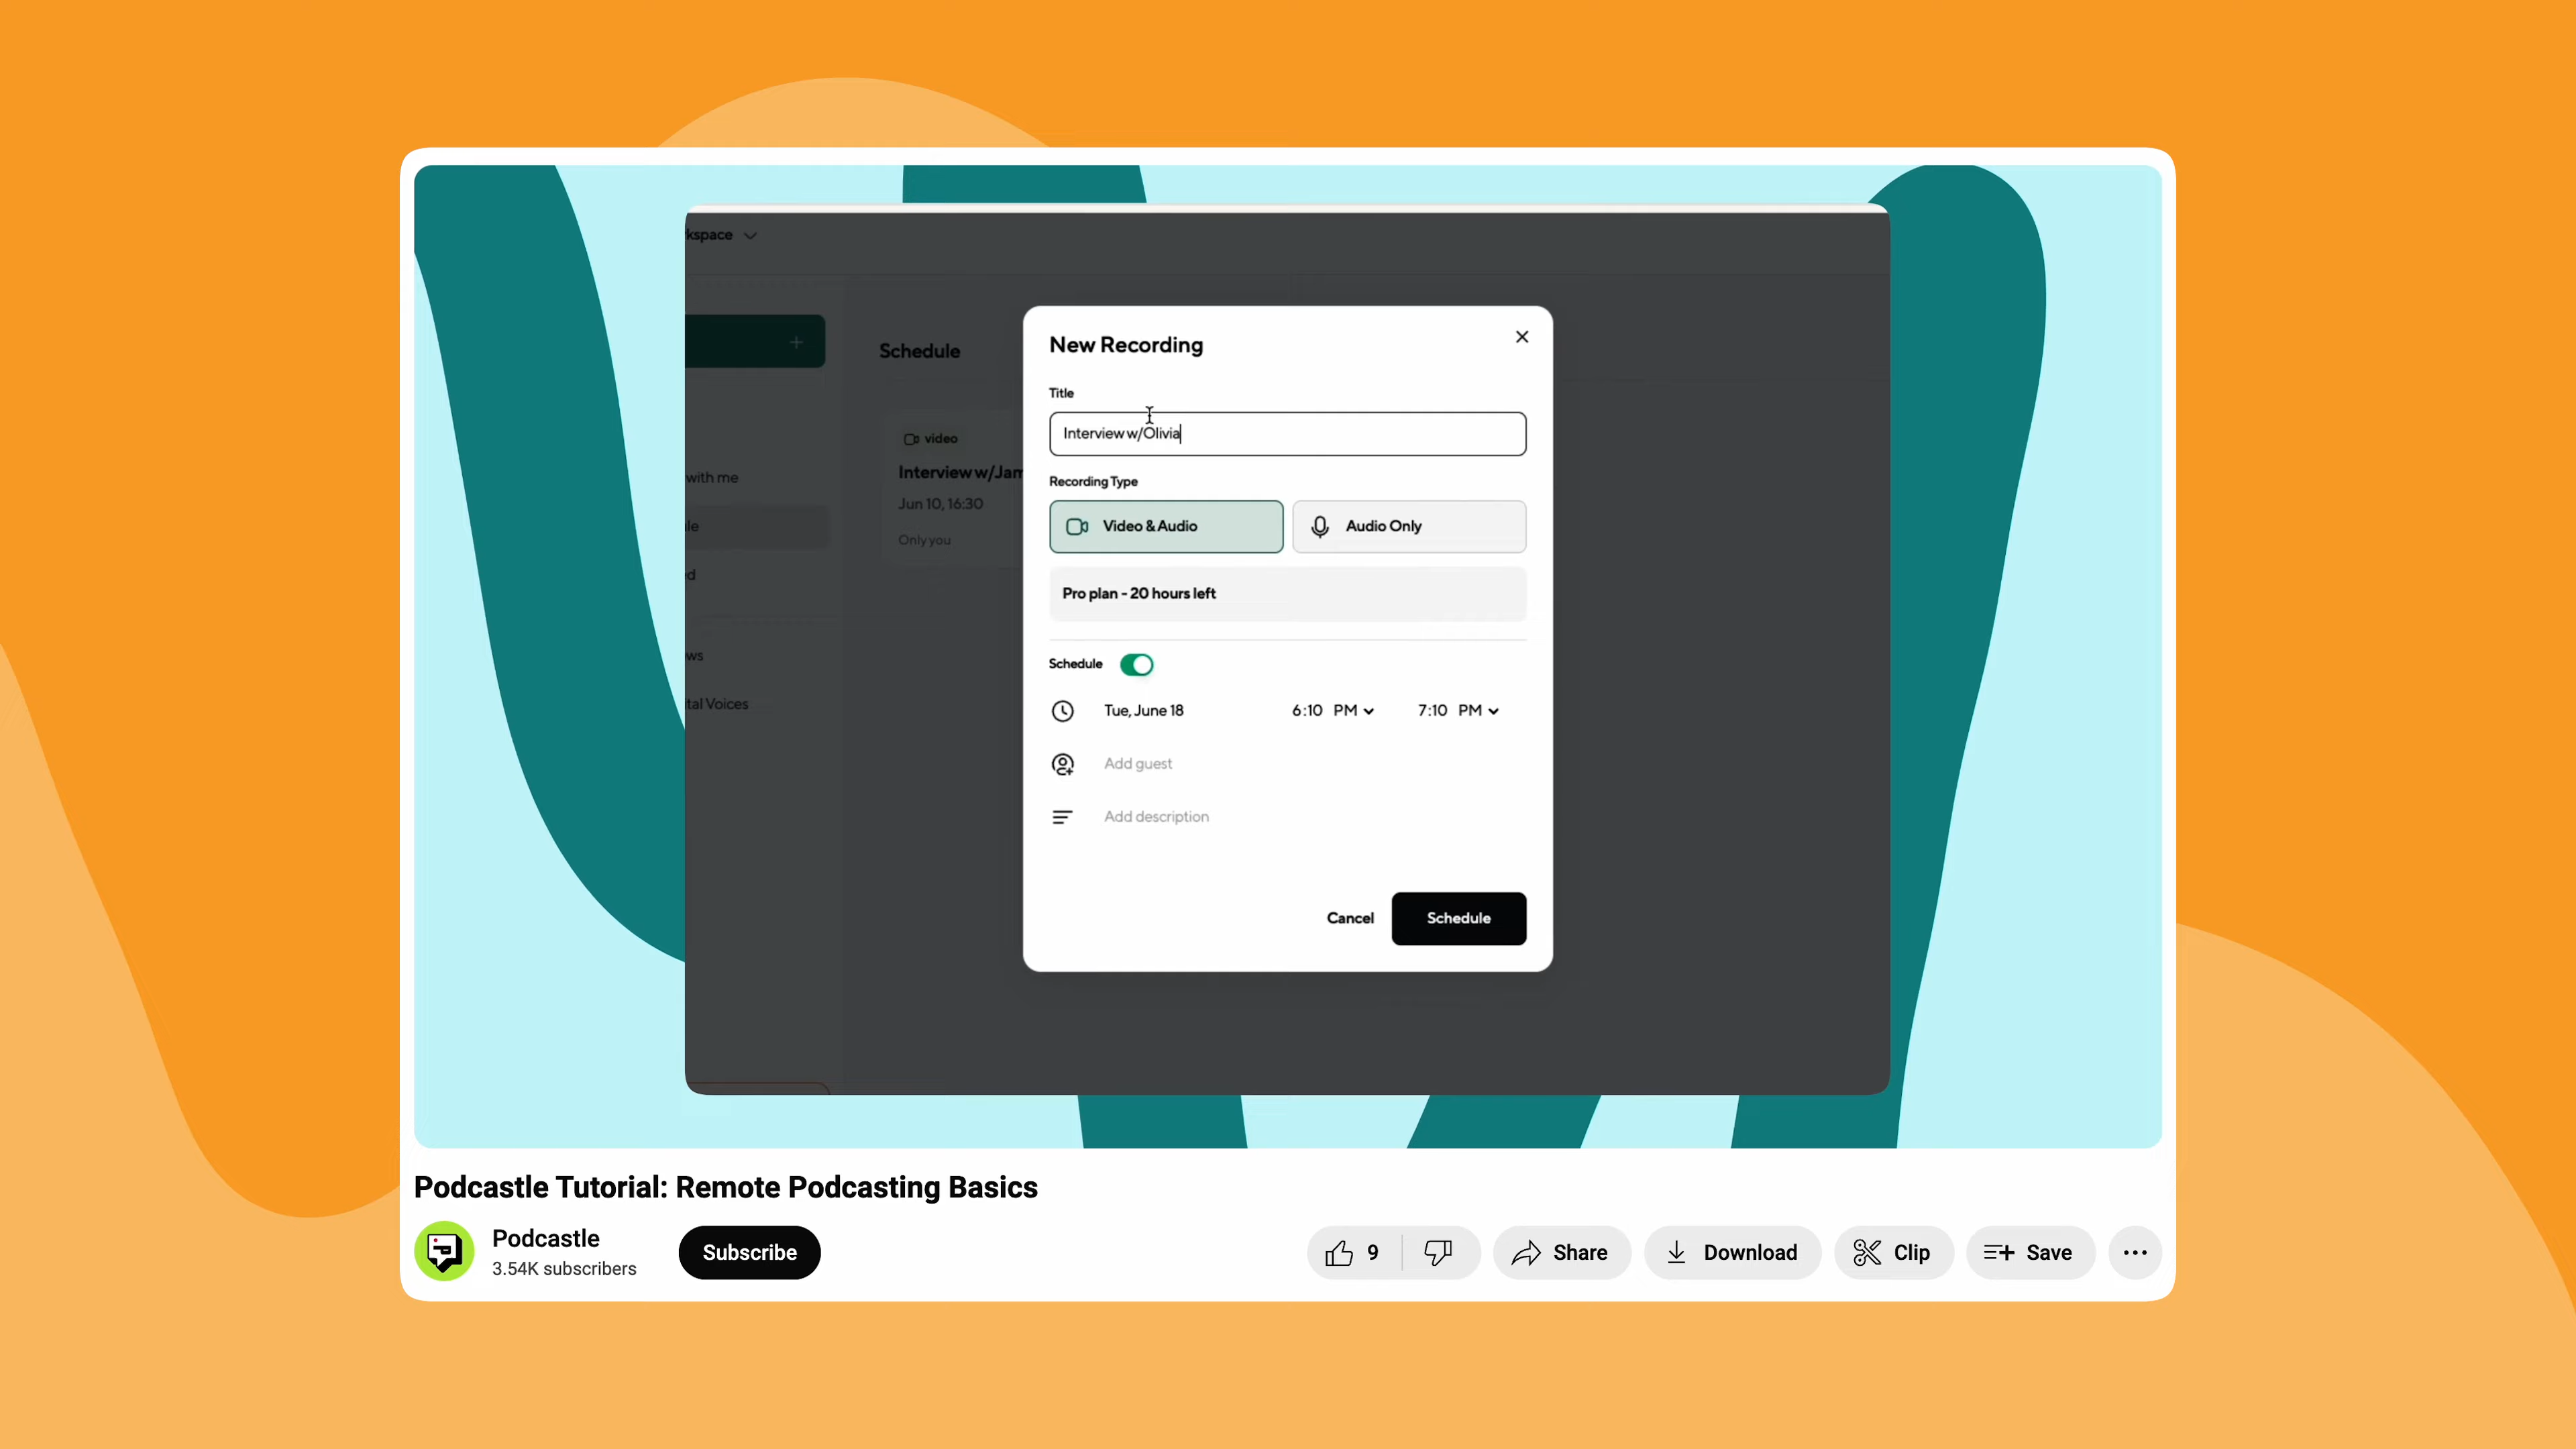 kspace
Schedule
video
Interview w/Jam
Jun 10, 16:30
Only you
with me
le
d
ws
tal Voices
New Recording
Title
Interview w/Olivia
Recording Type
Video & Audio
Audio Only
Pro plan - 20 hours left
Schedule
Tue, June 18 6:10 PM 7:10 PM
Add guest
Add description
Cancel Schedule
Podcastle Tutorial: Remote Podcasting Basics
Podcastle
3.54K subscribers
Subscribe
9 Share Download Clip Save